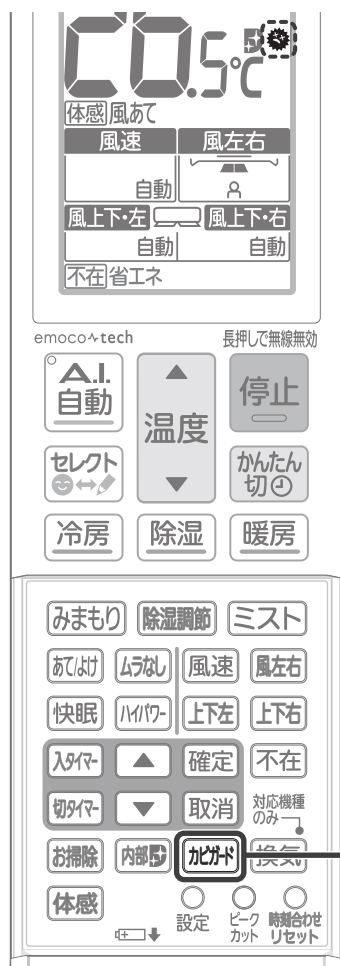 .5℃
体感 風あて
風速 風左右
自動
風上下・左 風上下・右
自動 自動
不在 省エネ
emoco tech 長押しで無線無効
A.I.
自動
温度
停止
セレクト
かんたん
切
冷房 除湿 暖房
みまもり 除湿調節 ミスト
あて/よけ ムラなし 風速 風左右
快眠 ハイパワー 上下左 上下右
入タイマー ▲ 確定 不在
切タイマー ▼ 取消
対応機種
のみ
お掃除 内部 カビガード 換気
体感
設定 ピーク
カット 時刻合わせ
リセット